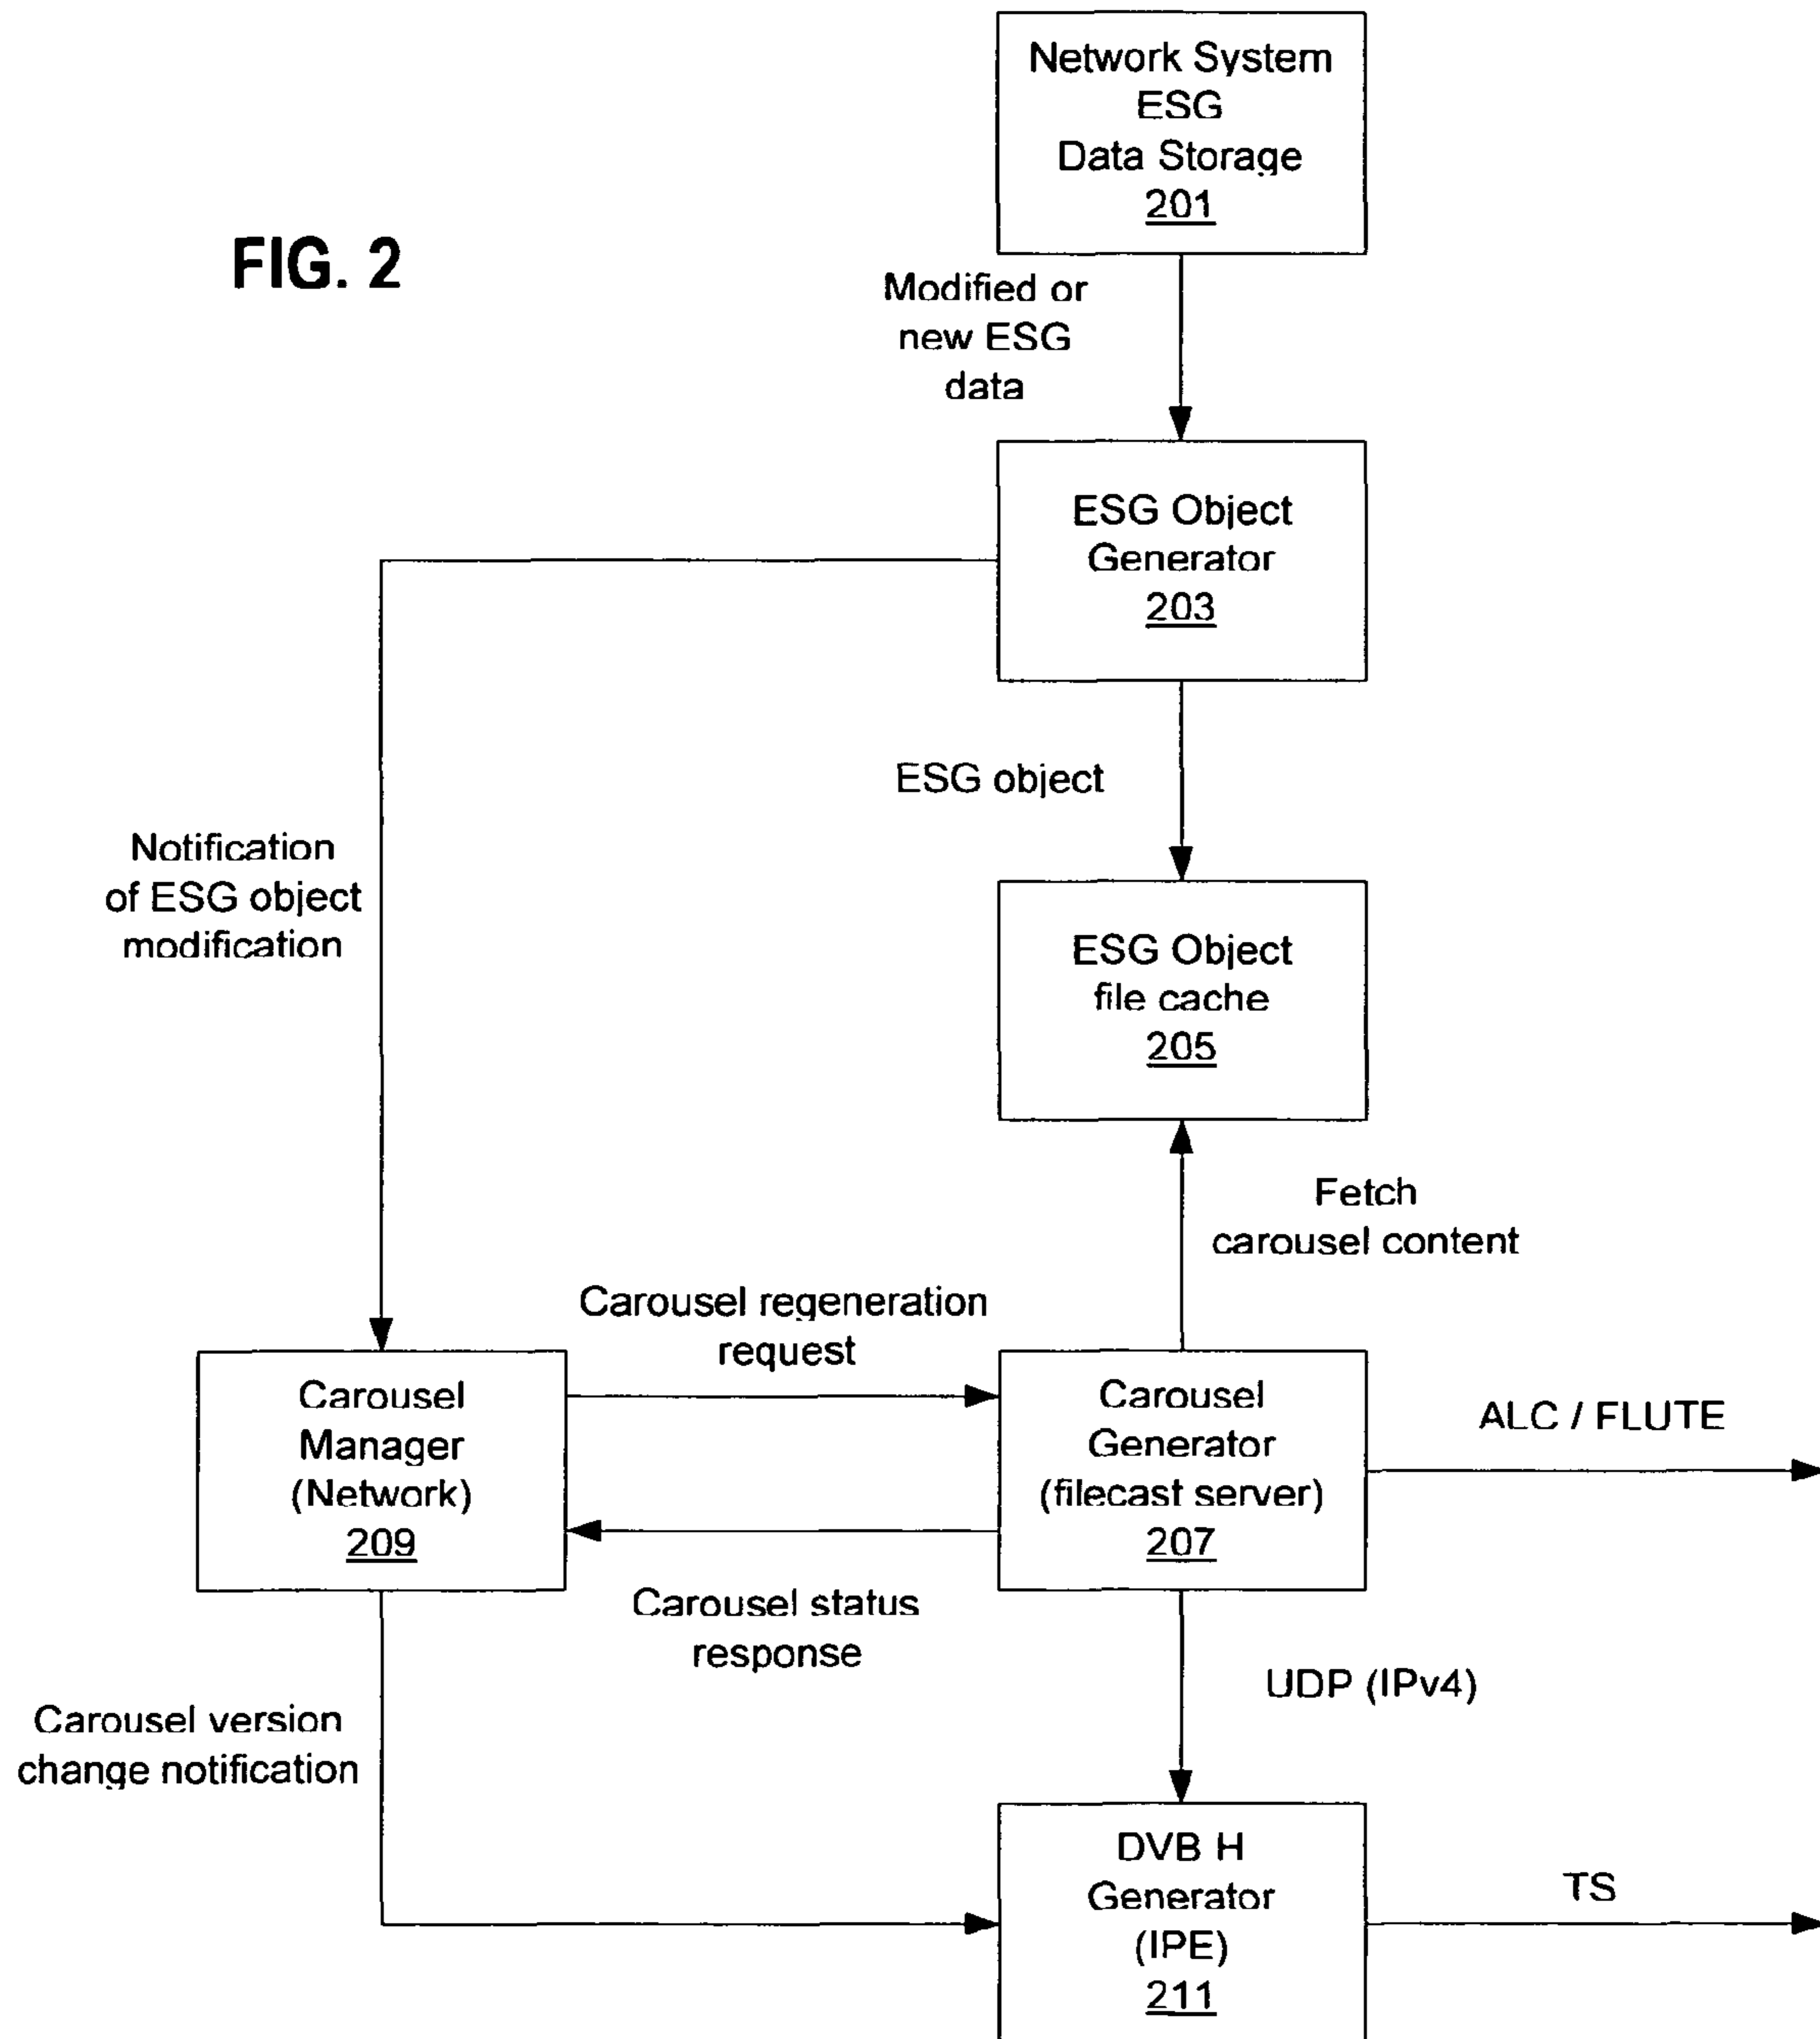 Network System
ESG
Data Storage
201
FIG. 2
Modified or
new ESG
data
ESG Object
Generator
203
ESG object
Notification
of ESG object
modification
ESG Object
file cache
205
Fetch
carousel content
Carousel regeneration
request
Carousel
Manager
(Network)
209
Carousel
Generator
(filecast server)
207
ALC / FLUTE
Carousel status
response
UDP (IPv4)
Carousel version
change notification
DVB H
Generator
(IPE)
211
TS